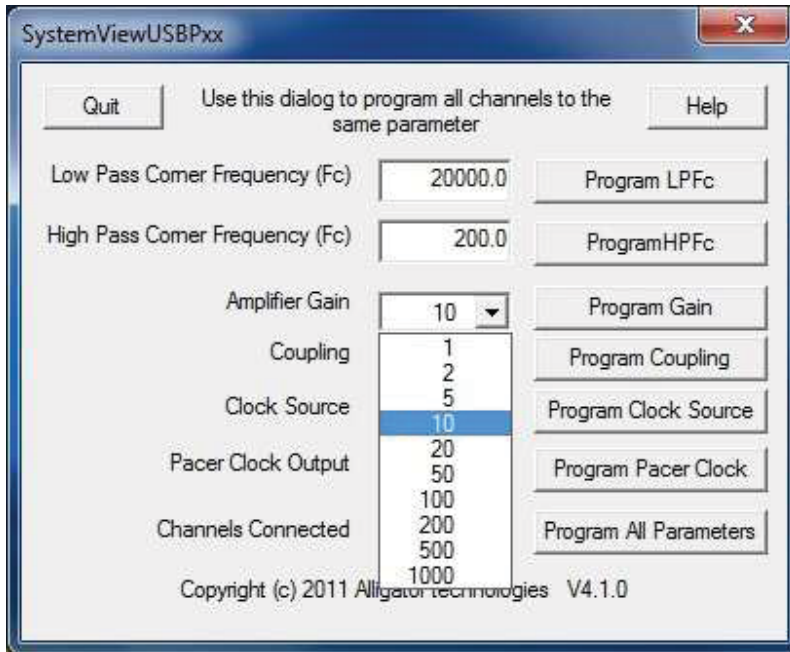 SystemViewUSBPxx
Quit
Use this dialog to program all channels to the
same parameter
Help
Low Pass Corner Frequency (Fc) 20000.0 Program LPFc
High Pass Corner Frequency (Fc) 200.0 ProgramHPFc
Amplifier Gain 10 Program Gain
Coupling 1 Program Coupling
2
Clock Source 5 Program Clock Source
10
Pacer Clock Output 20 Program Pacer Clock
50
100
Channels Connected 200 Program All Parameters
500
1000
Copyright (c) 2011 Alligator technologies V4.1.0